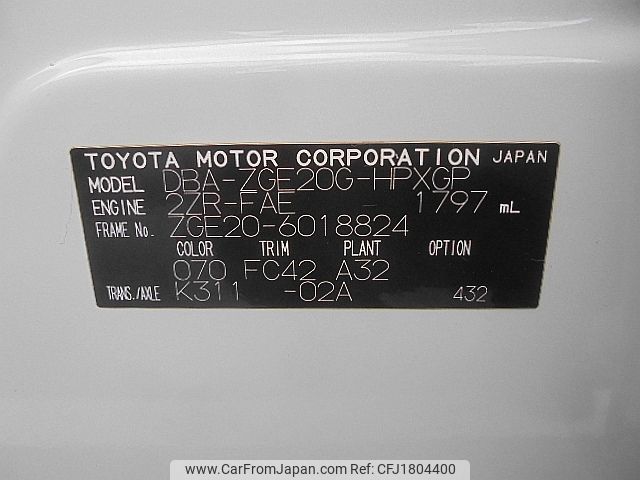 TOYOTA MOTOR CORPORATION JAPAN
MODEL DBA-ZGE20G-HPXGP
ENGINE 2ZR-FAE 1797 mL
FRAME No. ZGE20-6018824
COLOR TRIM PLANT OPTION
070 FC42 A32
TRANS./AXLE K311 -02A 432
www.CarFromJapan.com CFJ1804400